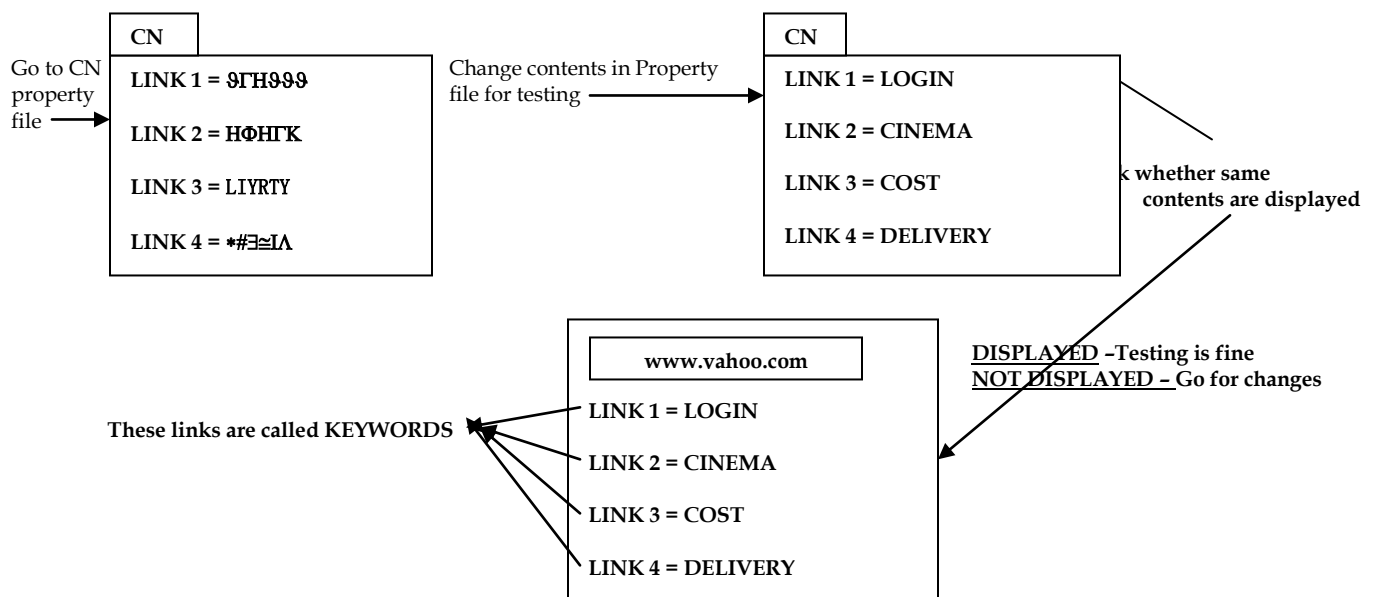 CN
Go to CN
property
file
LINK 1 = ϑΓΗϑϑϑ
LINK 2 = ΗΦΗΓΚ
LINK 3 = LIYRTY
LINK 4 = *#∃≅ΙΛ
Change contents in Property
file for testing
CN
LINK 1 = LOGIN
LINK 2 = CINEMA
LINK 3 = COST
LINK 4 = DELIVERY
whether same
contents are displayed
www.vahoo.com
LINK 1 = LOGIN
LINK 2 = CINEMA
LINK 3 = COST
LINK 4 = DELIVERY
DISPLAYED –Testing is fine
NOT DISPLAYED – Go for changes
These links are called KEYWORDS